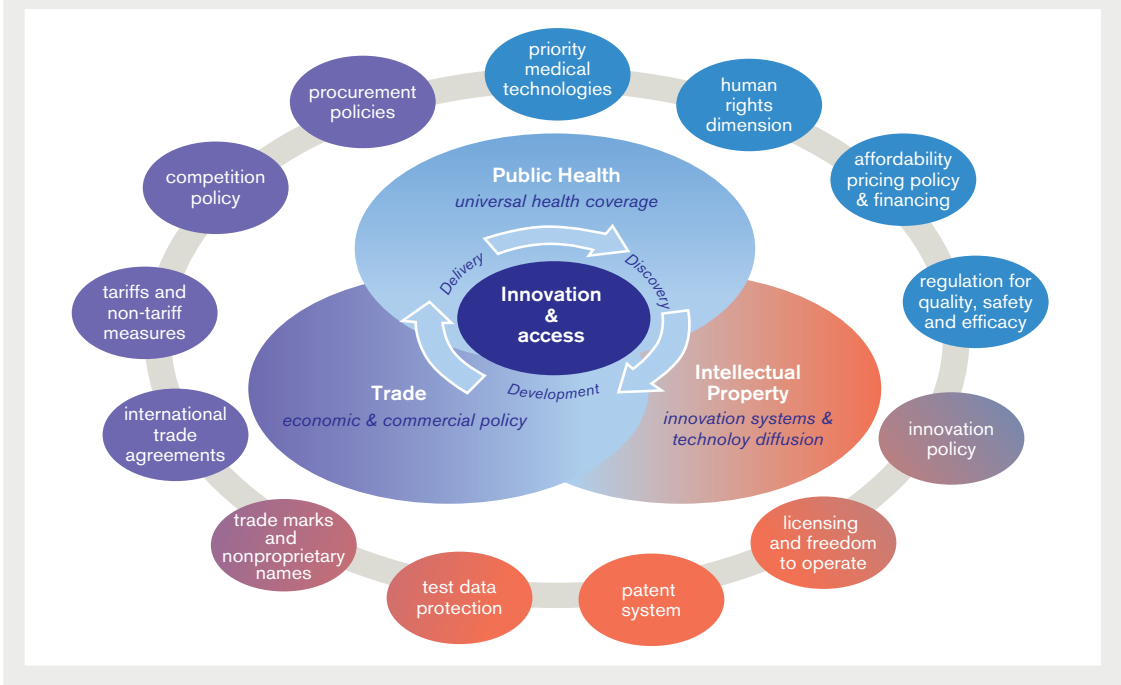 priority
medical
technologies
human
rights
dimension
affordability
pricing policy
& financing
regulation for
quality, safety
and efficacy
innovation
policy
licensing
and freedom
to operate
patent
system
test data
protection
trade marks
and
nonproprietary
names
international
trade
agreements
tariffs and
non-tariff
measures
competition
policy
procurement
policies
Public Health
universal health coverage
Delivery
Discovery
Development
Innovation
&
access
Trade
economic & commercial policy
Intellectual
Property
innovation systems &
technoloy diffusion